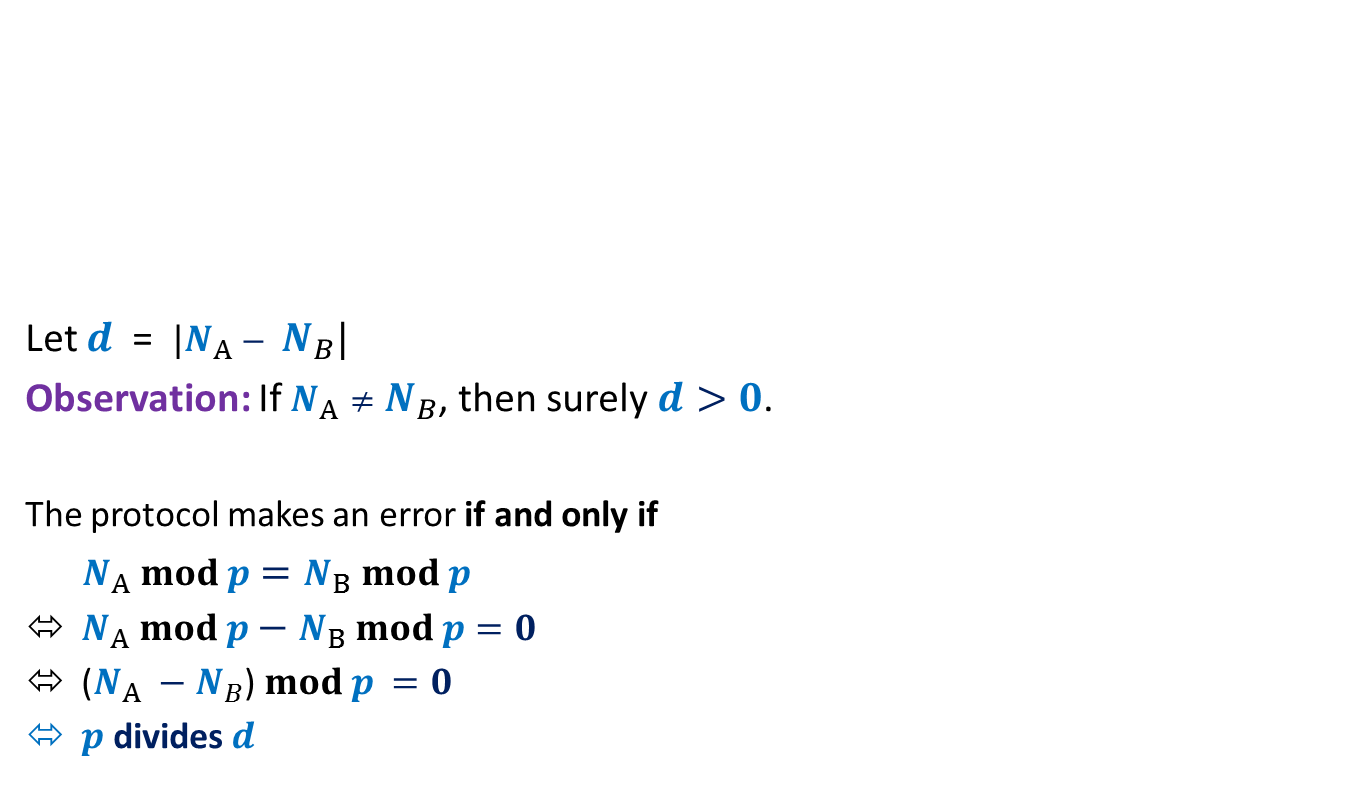 Let d = |N_A − N_B|
Observation: If N_A ≠ N_B, then surely d > 0.
The protocol makes an error if and only if
N_A mod p = N_B mod p
⇔ N_A mod p − N_B mod p = 0
⇔ (N_A − N_B) mod p = 0
⇔ p divides d